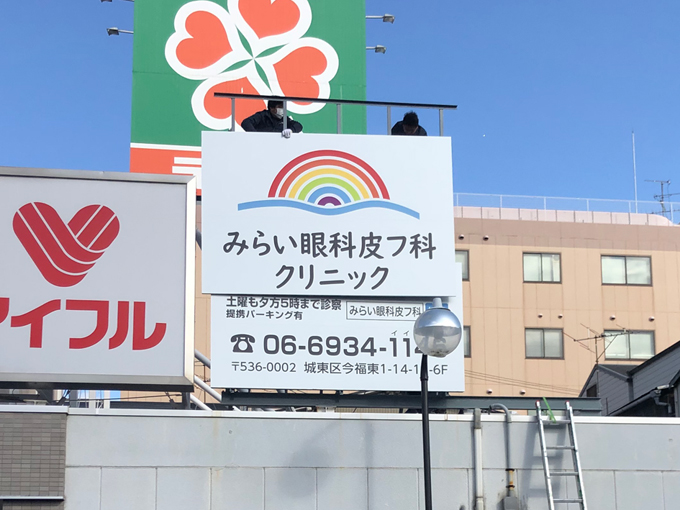 みらい眼科皮フ科
クリニック
アイフル
土曜も夕方5時まで診察
提携パーキング有
みらい眼科皮フ科
イイ
☎06-6934-11
〒536-0002 城東区今福東1-14-1 -6F